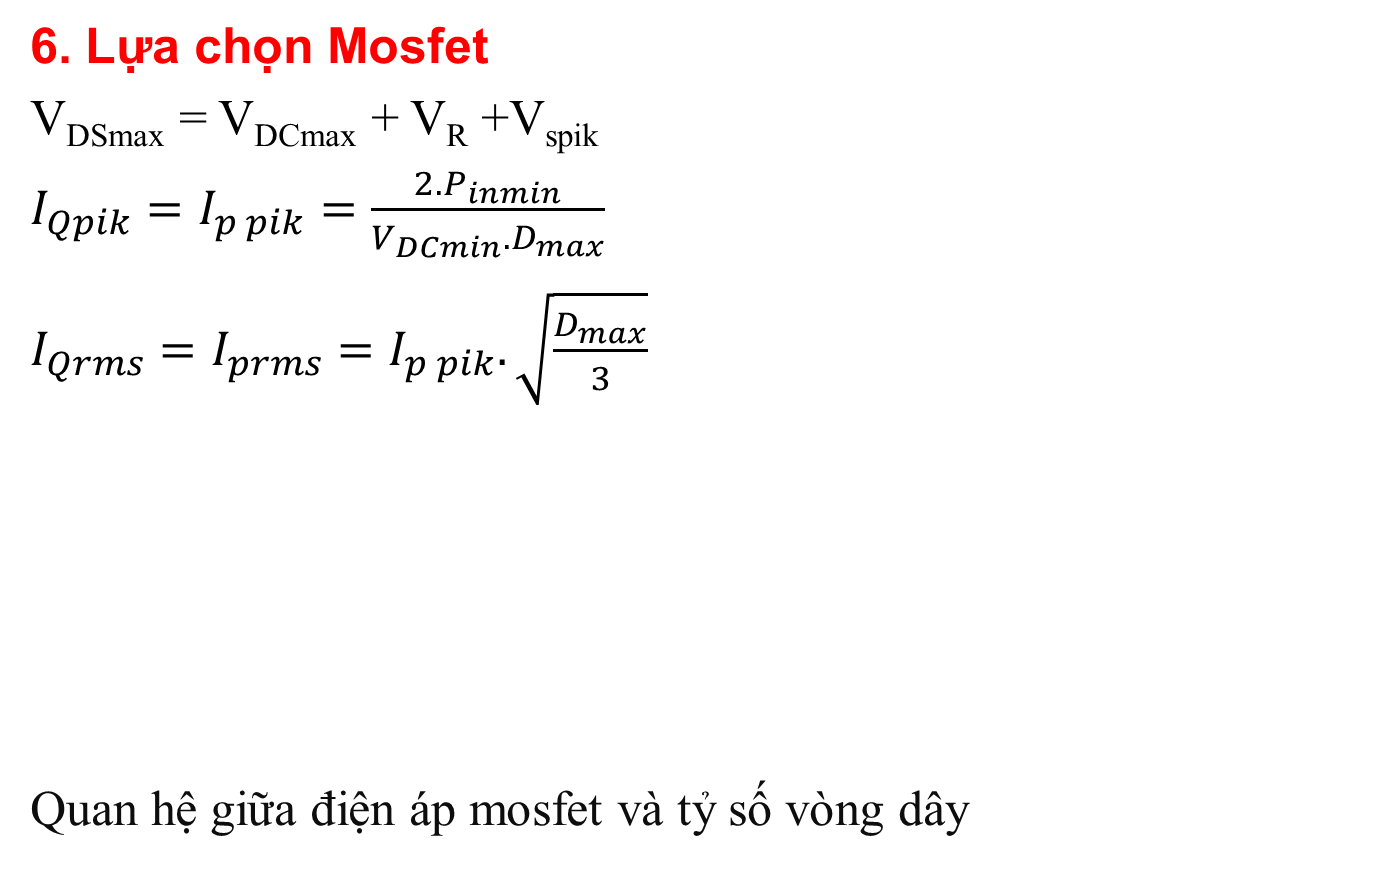 6. Lựa chọn Mosfet
V_DSmax = V_DCmax + V_R +V_spik
I_Qpik = I_p pik = 2.P_inmin / V_DCmin.D_max
I_Qrms = I_prms = I_p pik. √(D_max / 3)
Quan hệ giữa điện áp mosfet và tỷ số vòng dây